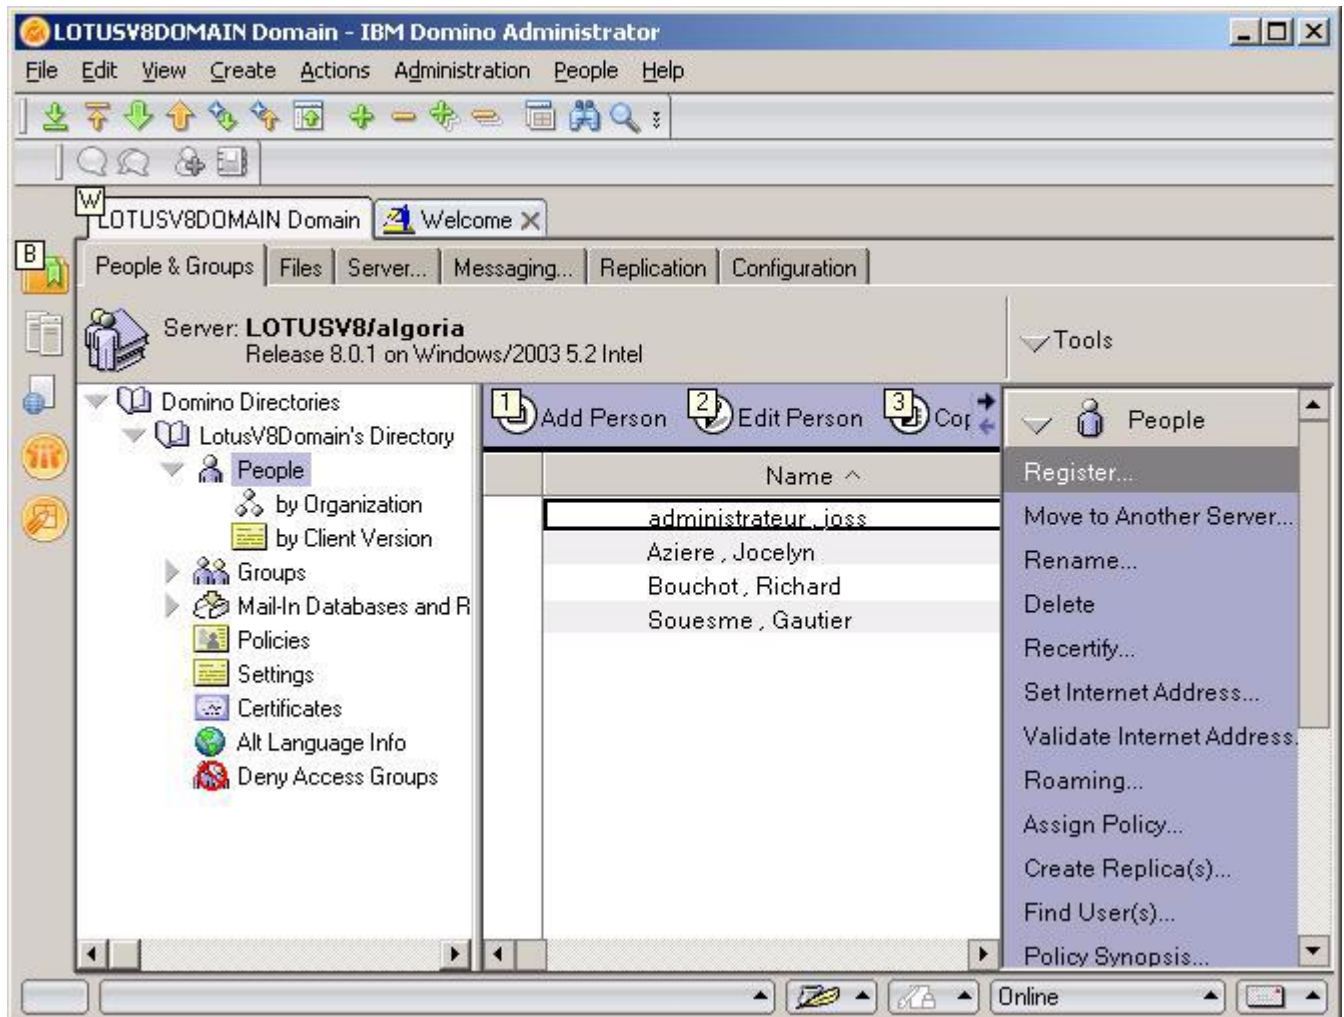 LOTUSV8DOMAIN Domain - IBM Domino Administrator
File Edit View Create Actions Administration People Help
W
LOTUSV8DOMAIN Domain Welcome
B
People & Groups Files Server... Messaging... Replication Configuration
Server: LOTUSV8/algoria
Release 8.0.1 on Windows/2003 5.2 Intel
Tools
Domino Directories
LotusV8Domain's Directory
People
by Organization
by Client Version
Groups
Mail-In Databases and R
Policies
Settings
Certificates
Alt Language Info
Deny Access Groups
1 Add Person 2 Edit Person 3 Cop
Name
administrateur , joss
Aziere , Jocelyn
Bouchot , Richard
Souesme , Gautier
People
Register...
Move to Another Server...
Rename...
Delete
Recertify...
Set Internet Address...
Validate Internet Address.
Roaming...
Assign Policy...
Create Replica(s)...
Find User(s)...
Policy Synopsis...
Online